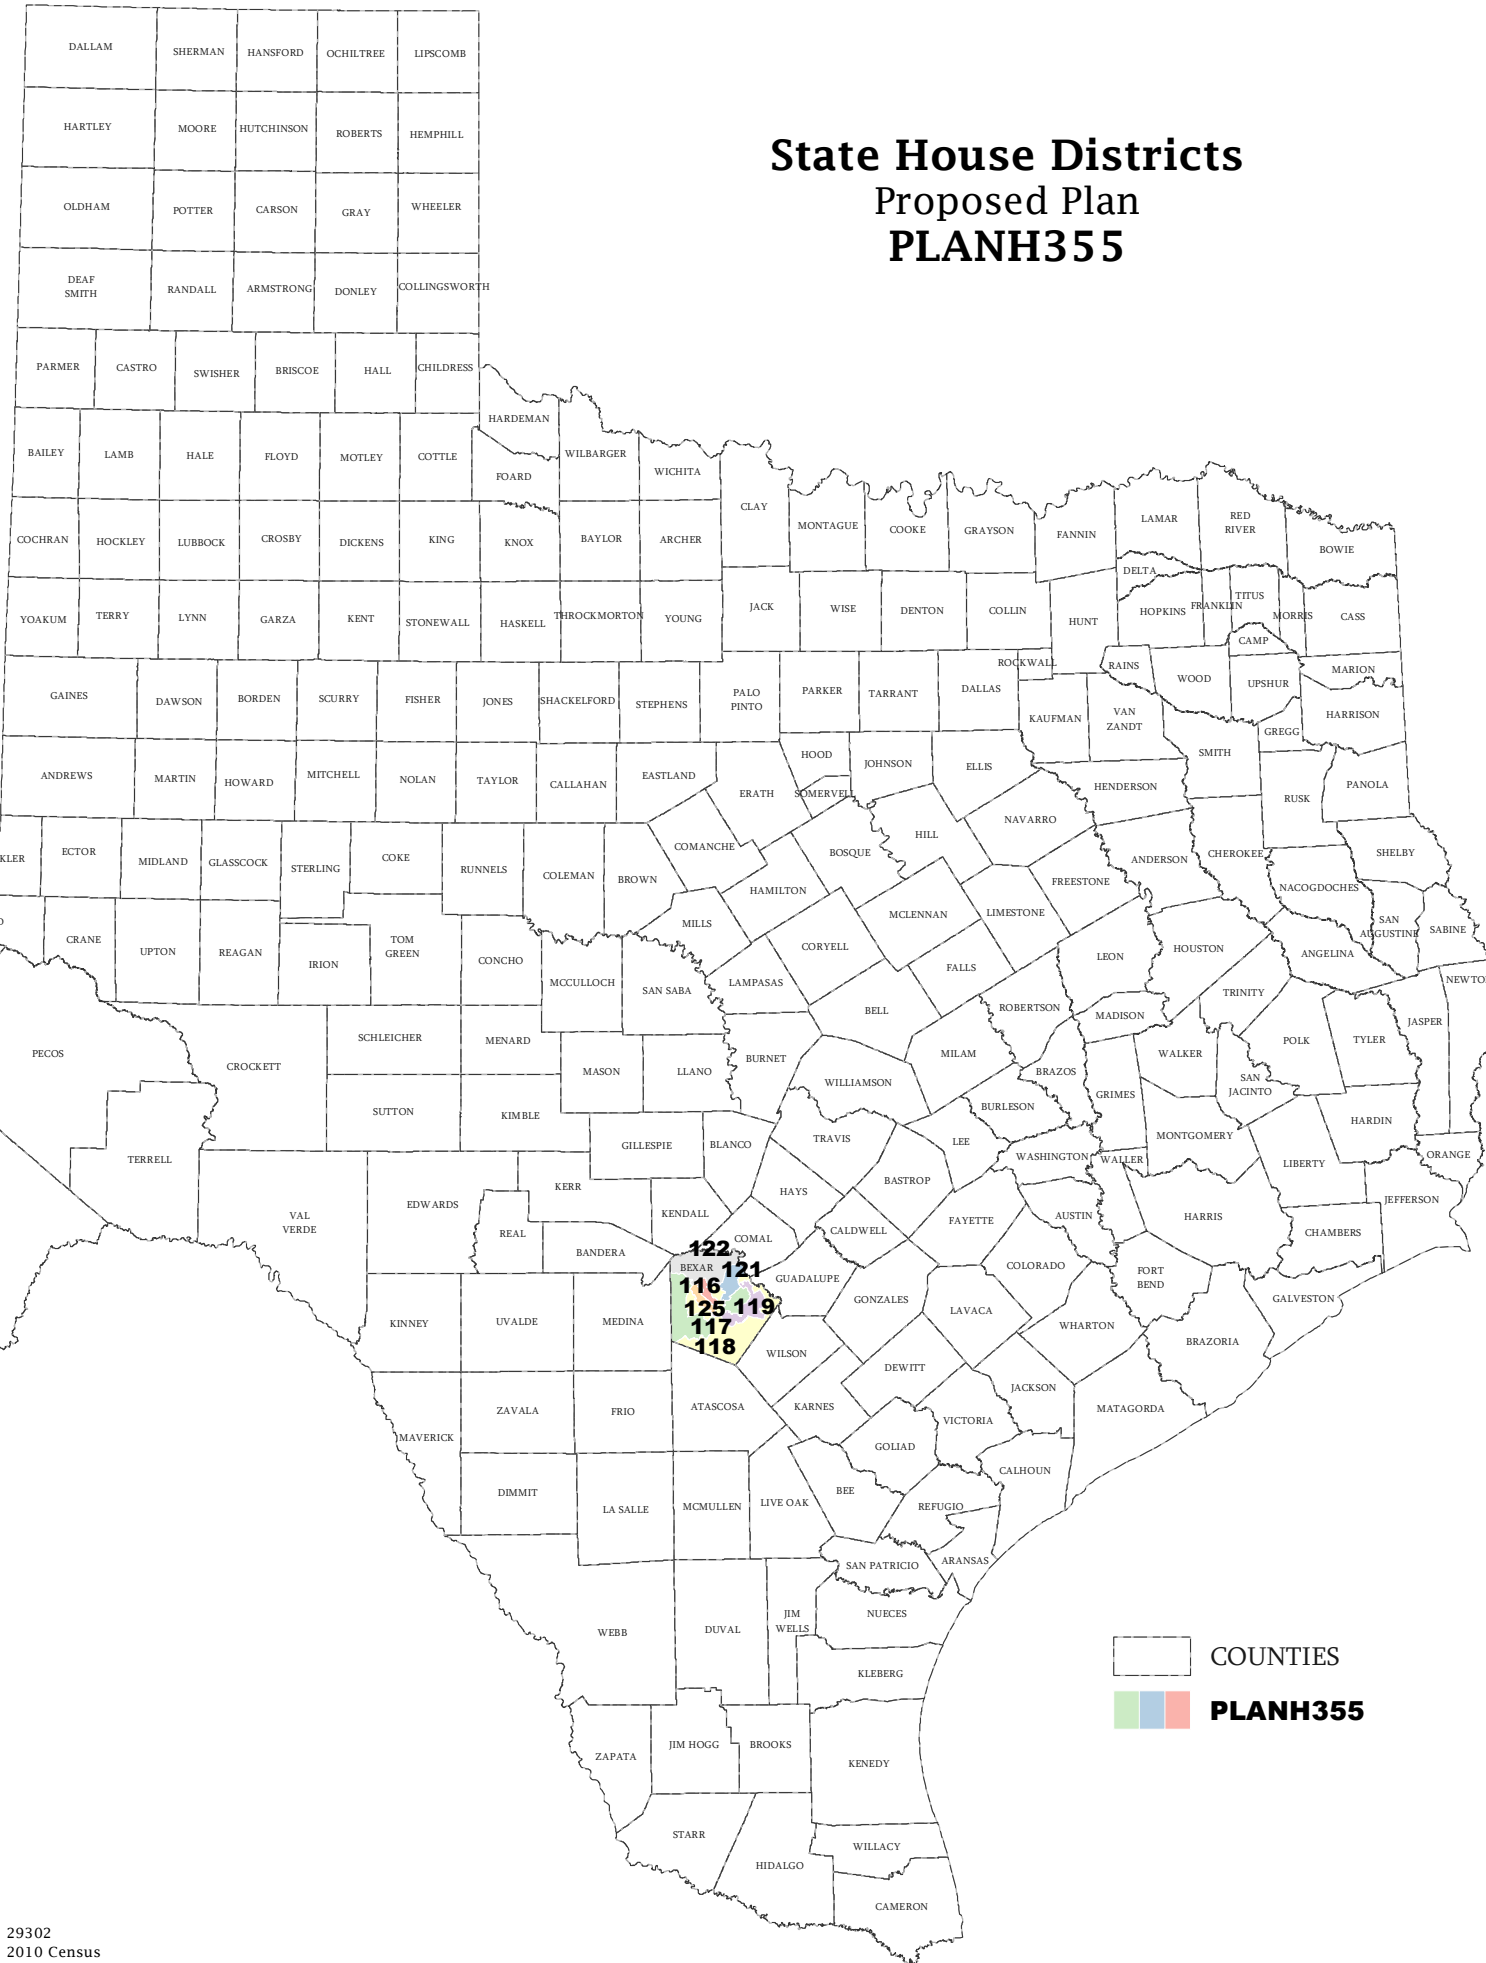 State House Districts
Proposed Plan
PLANH355
DALLAM SHERMAN HANSFORD OCHILTREE LIPSCOMB
HARTLEY MOORE HUTCHINSON ROBERTS HEMPHILL
OLDHAM POTTER CARSON GRAY WHEELER
DEAF
SMITH RANDALL ARMSTRONG DONLEY COLLINGSWORTH
PARMER CASTRO SWISHER BRISCOE HALL CHILDRESS
HARDEMAN
BAILEY LAMB HALE FLOYD MOTLEY COTTLE FOARD WILBARGER WICHITA
CLAY
COCHRAN HOCKLEY LUBBOCK CROSBY DICKENS KING KNOX BAYLOR ARCHER MONTAGUE COOKE GRAYSON FANNIN LAMAR RED
RIVER BOWIE
DELTA
YOAKUM TERRY LYNN GARZA KENT STONEWALL HASKELL THROCKMORTON YOUNG JACK WISE DENTON COLLIN HUNT HOPKINS FRANKLIN TITUS MORRIS CASS
CAMP
GAINES DAWSON BORDEN SCURRY FISHER JONES SHACKELFORD STEPHENS PALO
PINTO PARKER TARRANT DALLAS ROCKWALL RAINS WOOD UPSHUR MARION
KAUFMAN VAN
ZANDT GREGG HARRISON
ANDREWS MARTIN HOWARD MITCHELL NOLAN TAYLOR CALLAHAN EASTLAND ERATH HOOD SOMERVELL JOHNSON ELLIS HENDERSON SMITH RUSK PANOLA
KLER ECTOR MIDLAND GLASSCOCK STERLING COKE RUNNELS COLEMAN BROWN COMANCHE HAMILTON BOSQUE HILL NAVARRO FREESTONE ANDERSON CHEROKEE NACOGDOCHES SHELBY
CRANE UPTON REAGAN IRION TOM
GREEN CONCHO MCCULLOCH SAN SABA MILLS LAMPASAS CORYELL MCLENNAN LIMESTONE FALLS LEON HOUSTON ANGELINA SAN
AUGUSTINE SABINE
NEWTO
PECOS CROCKETT SCHLEICHER MENARD MASON LLANO BURNET BELL MILAM ROBERTSON MADISON TRINITY POLK TYLER JASPER
SUTTON KIMBLE WILLIAMSON BRAZOS GRIMES WALKER SAN
JACINTO HARDIN
TERRELL GILLESPIE BLANCO TRAVIS BURLESON LEE WASHINGTON WALLER MONTGOMERY LIBERTY ORANGE
VAL
VERDE EDWARDS KERR KENDALL HAYS BASTROP FAYETTE AUSTIN HARRIS CHAMBERS JEFFERSON
REAL BANDERA COMAL CALDWELL
122
BEXAR 121 GUADALUPE GONZALES COLORADO FORT
BEND GALVESTON
116
125 119
117
118
KINNEY UVALDE MEDINA WILSON LAVACA WHARTON BRAZORIA
DEWITT JACKSON
MAVERICK ZAVALA FRIO ATASCOSA KARNES GOLIAD VICTORIA MATAGORDA
CALHOUN
DIMMIT LA SALLE MCMULLEN LIVE OAK BEE REFUGIO
SAN PATRICIO ARANSAS
WEBB DUVAL JIM
WELLS NUECES
KLEBERG
ZAPATA JIM HOGG BROOKS KENEDY
STARR HIDALGO WILLACY
CAMERON
COUNTIES
PLANH355
29302
2010 Census